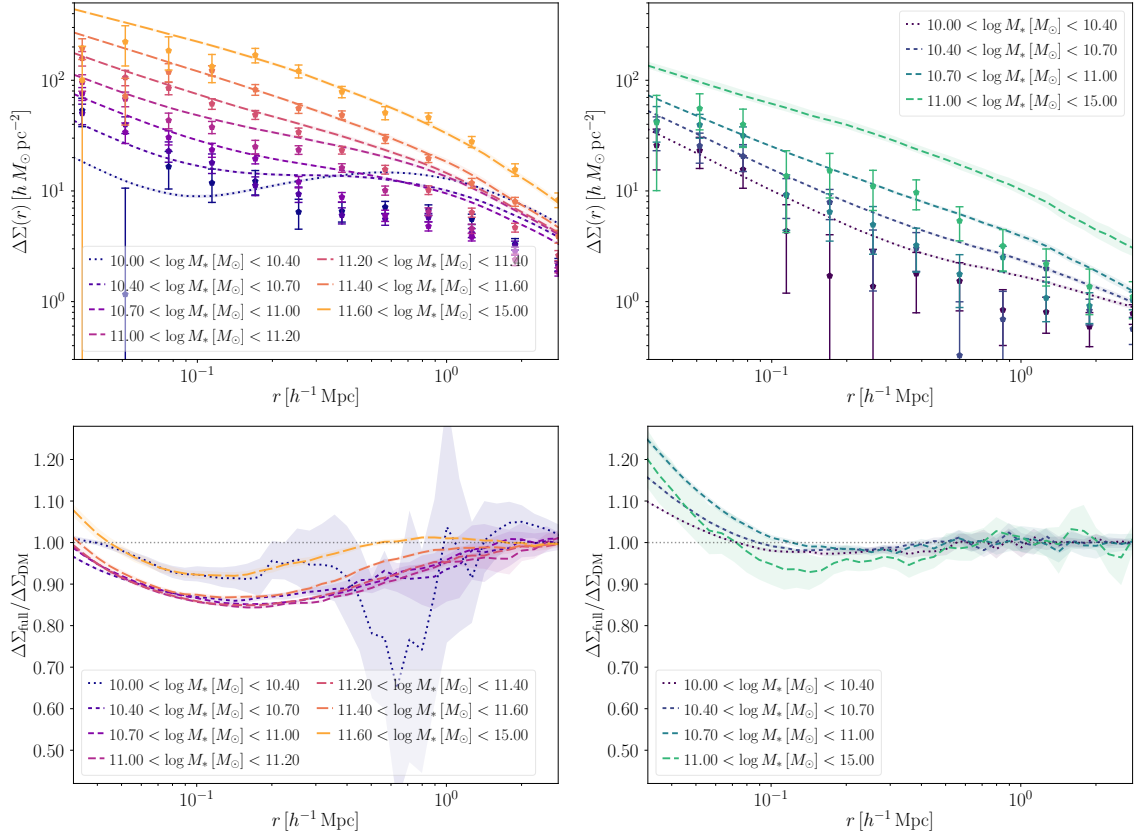 10²
10¹
10⁰
ΔΣ(r) [h M⊙ pc⁻²]
10.00 < log M* [M⊙] < 10.40
10.40 < log M* [M⊙] < 10.70
10.70 < log M* [M⊙] < 11.00
11.00 < log M* [M⊙] < 11.20
11.20 < log M* [M⊙] < 11.40
11.40 < log M* [M⊙] < 11.60
11.60 < log M* [M⊙] < 15.00
10⁻¹
10⁰
r [h⁻¹ Mpc]
10²
10¹
10⁰
ΔΣ(r) [h M⊙ pc⁻²]
10.00 < log M* [M⊙] < 10.40
10.40 < log M* [M⊙] < 10.70
10.70 < log M* [M⊙] < 11.00
11.00 < log M* [M⊙] < 15.00
10⁻¹
10⁰
r [h⁻¹ Mpc]
1.20
1.10
1.00
0.90
0.80
0.70
0.60
0.50
ΔΣfull/ΔΣDM
10.00 < log M* [M⊙] < 10.40
10.40 < log M* [M⊙] < 10.70
10.70 < log M* [M⊙] < 11.00
11.00 < log M* [M⊙] < 11.20
11.20 < log M* [M⊙] < 11.40
11.40 < log M* [M⊙] < 11.60
11.60 < log M* [M⊙] < 15.00
10⁻¹
10⁰
r [h⁻¹ Mpc]
1.20
1.10
1.00
0.90
0.80
0.70
0.60
0.50
ΔΣfull/ΔΣDM
10.00 < log M* [M⊙] < 10.40
10.40 < log M* [M⊙] < 10.70
10.70 < log M* [M⊙] < 11.00
11.00 < log M* [M⊙] < 15.00
10⁻¹
10⁰
r [h⁻¹ Mpc]